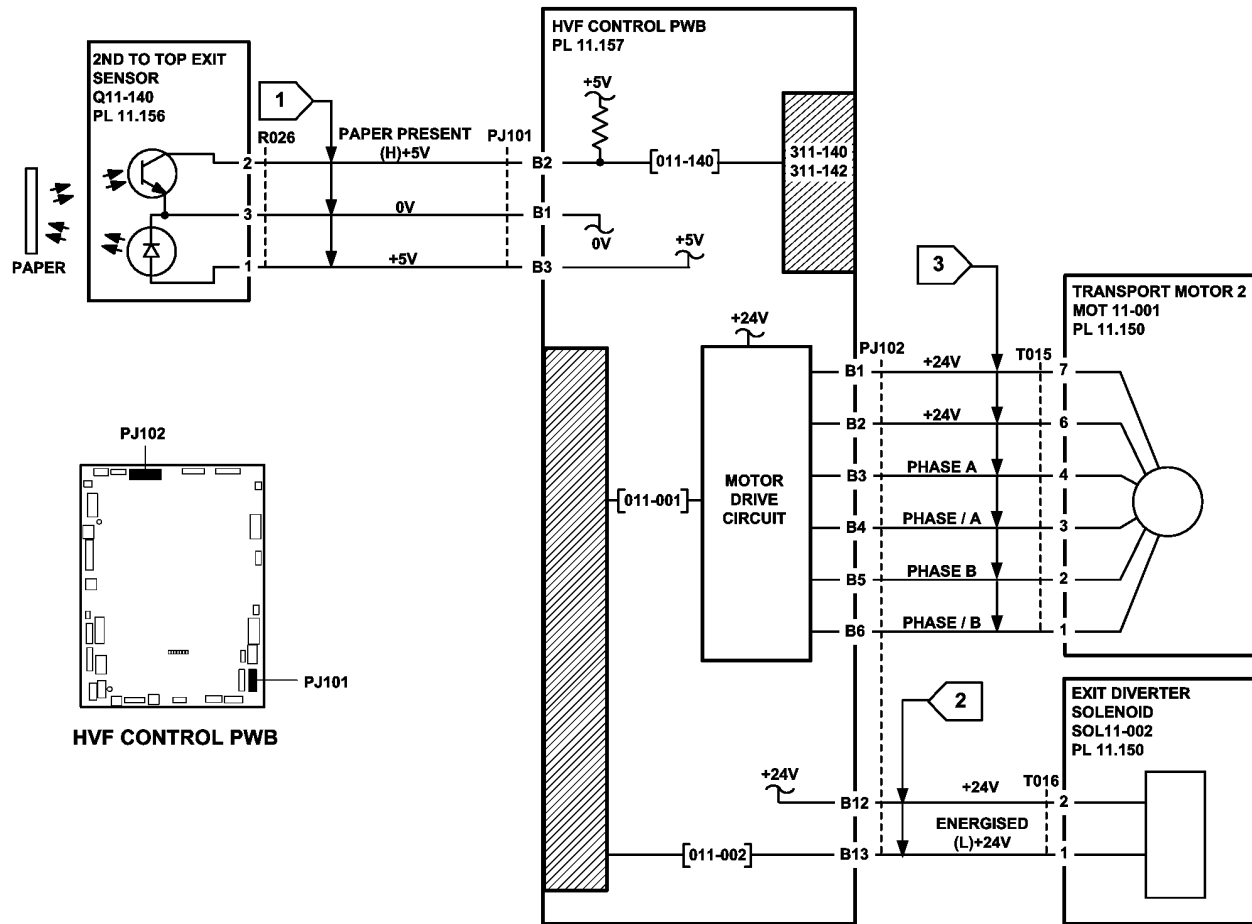 2ND TO TOP EXIT
SENSOR
Q11-140
PL 11.156
1
R026
PAPER PRESENT
(H)+5V
PJ101
2
3
0V
1
+5V
PAPER
HVF CONTROL PWB
PL 11.157
+5V
B2
[011-140]
311-140
311-142
B1
0V
B3
+5V
3
TRANSPORT MOTOR 2
MOT 11-001
PL 11.150
+24V
PJ102
T015
B1
+24V
7
B2
+24V
6
B3
PHASE A
4
B4
PHASE / A
3
B5
PHASE B
2
B6
PHASE / B
1
MOTOR
DRIVE
CIRCUIT
[011-001]
PJ102
PJ101
HVF CONTROL PWB
2
EXIT DIVERTER
SOLENOID
SOL11-002
PL 11.150
+24V
B12
+24V
T016
2
ENERGISED
(L)+24V
[011-002]
B13
1